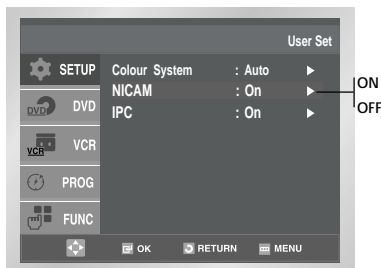 User Set
SETUP
Colour System : Auto
NICAM : On
ON
OFF
DVD
DVD
IPC : On
VCR
VCR
PROG
FUNC
OK RETURN MENU